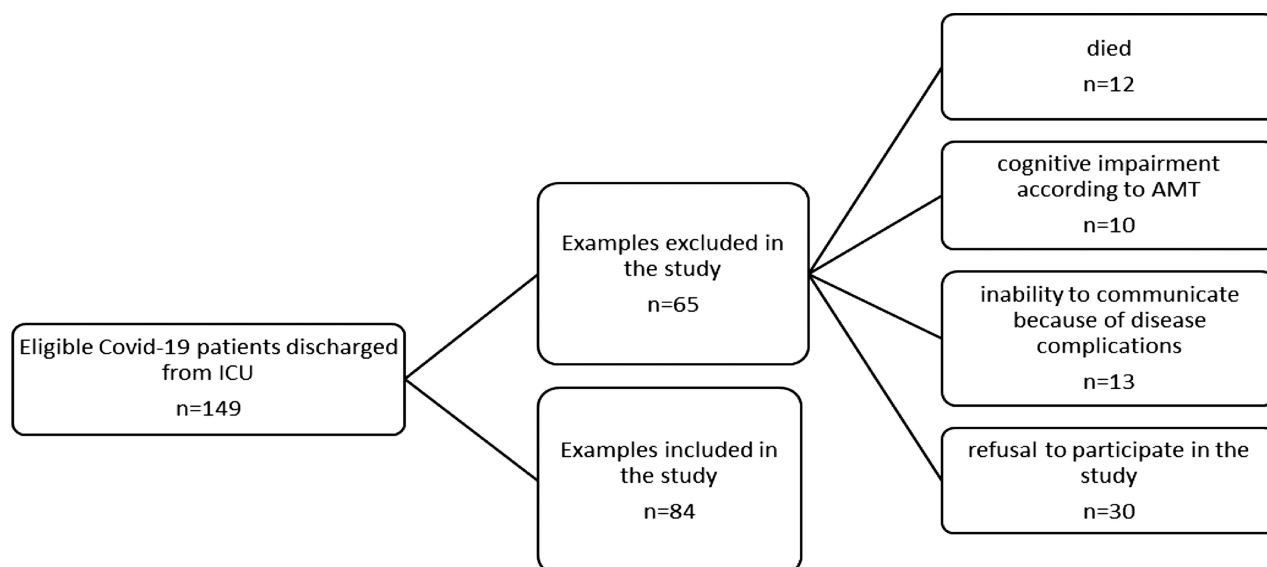 Eligible Covid-19 patients discharged
from ICU
n=149
Examples excluded in
the study
n=65
Examples included in
the study
n=84
died
n=12
cognitive impairment
according to AMT
n=10
inability to communicate
because of disease
complications
n=13
refusal to participate in the
study
n=30